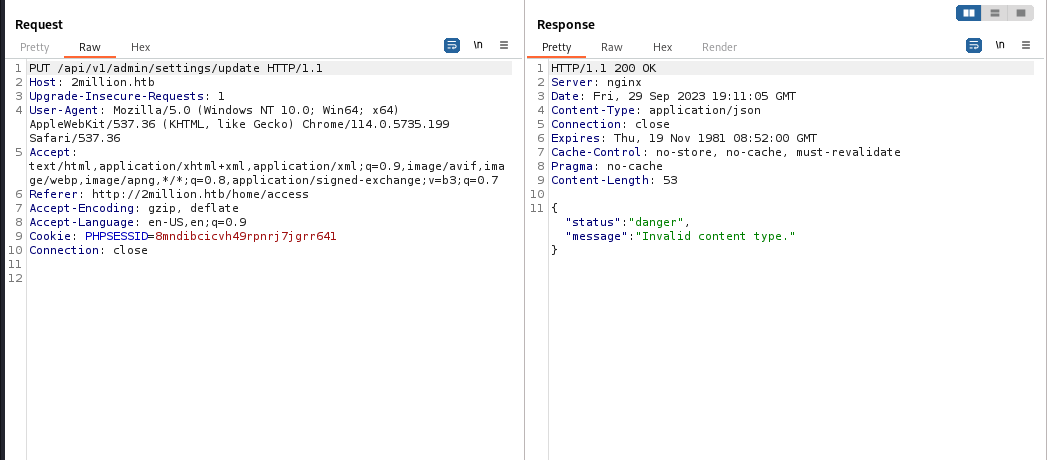 Request
Pretty Raw Hex \n
1 PUT /api/v1/admin/settings/update HTTP/1.1
2 Host: 2million.htb
3 Upgrade-Insecure-Requests: 1
4 User-Agent: Mozilla/5.0 (Windows NT 10.0; Win64; x64)
AppleWebKit/537.36 (KHTML, like Gecko) Chrome/114.0.5735.199
Safari/537.36
5 Accept:
text/html,application/xhtml+xml,application/xml;q=0.9,image/avif,ima
ge/webp,image/apng,*/*;q=0.8,application/signed-exchange;v=b3;q=0.7
6 Referer: http://2million.htb/home/access
7 Accept-Encoding: gzip, deflate
8 Accept-Language: en-US,en;q=0.9
9 Cookie: PHPSESSID=8mndibcicvh49rpnrj7jgrr641
10 Connection: close
11
12
Response
Pretty Raw Hex Render \n
1 HTTP/1.1 200 OK
2 Server: nginx
3 Date: Fri, 29 Sep 2023 19:11:05 GMT
4 Content-Type: application/json
5 Connection: close
6 Expires: Thu, 19 Nov 1981 08:52:00 GMT
7 Cache-Control: no-store, no-cache, must-revalidate
8 Pragma: no-cache
9 Content-Length: 53
10
11 {
"status":"danger",
"message":"Invalid content type."
}